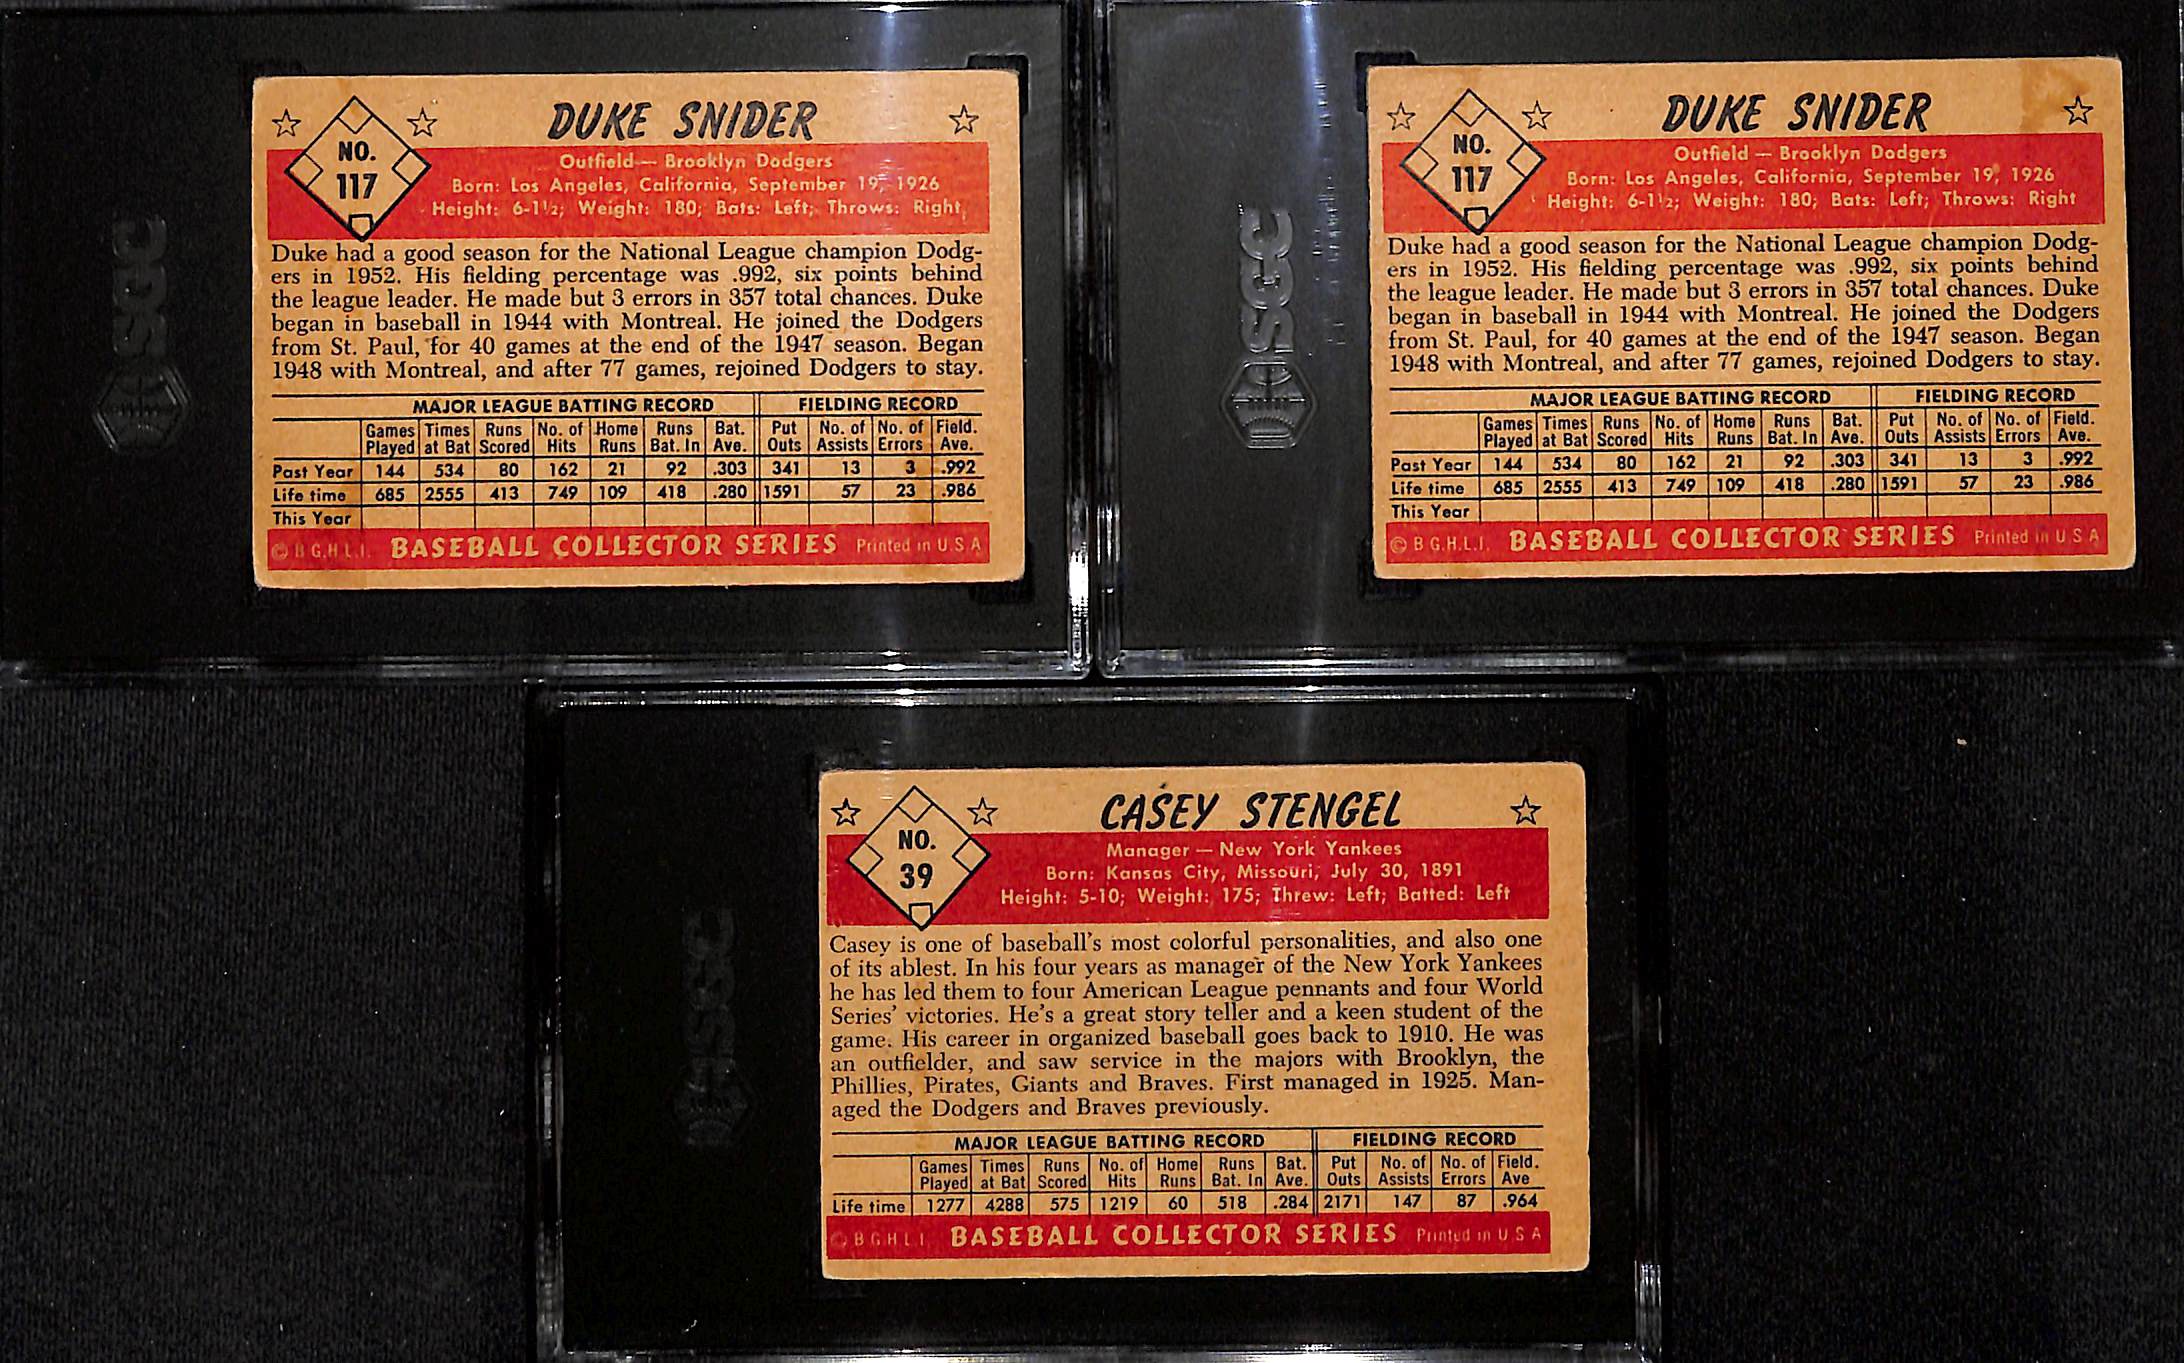 DUKE SNIDER
NO.
117
Outfield — Brooklyn Dodgers
Born: Los Angeles, California, September 19, 1926
Height: 6-1½; Weight: 180; Bats: Left; Throws: Right
Duke had a good season for the National League champion Dodg-
ers in 1952. His fielding percentage was .992, six points behind
the league leader. He made but 3 errors in 357 total chances. Duke
began in baseball in 1944 with Montreal. He joined the Dodgers
from St. Paul, for 40 games at the end of the 1947 season. Began
1948 with Montreal, and after 77 games, rejoined Dodgers to stay.
MAJOR LEAGUE BATTING RECORD FIELDING RECORD
Games Times Runs No. of Home Runs Bat. Put No. of No. of Field.
Played at Bat Scored Hits Runs Bat. In Ave. Outs Assists Errors Ave.
Past Year 144 534 80 162 21 92 .303 341 13 3 .992
Life time 685 2555 413 749 109 418 .280 1591 57 23 .986
This Year
© B G.H.L.I. BASEBALL COLLECTOR SERIES Printed in U.S.A
SGC
DUKE SNIDER
NO.
117
Outfield — Brooklyn Dodgers
Born: Los Angeles, California, September 19, 1926
Height: 6-1½; Weight: 180; Bats: Left; Throws: Right
Duke had a good season for the National League champion Dodg-
ers in 1952. His fielding percentage was .992, six points behind
the league leader. He made but 3 errors in 357 total chances. Duke
began in baseball in 1944 with Montreal. He joined the Dodgers
from St. Paul, for 40 games at the end of the 1947 season. Began
1948 with Montreal, and after 77 games, rejoined Dodgers to stay.
MAJOR LEAGUE BATTING RECORD FIELDING RECORD
Games Times Runs No. of Home Runs Bat. Put No. of No. of Field.
Played at Bat Scored Hits Runs Bat. In Ave. Outs Assists Errors Ave.
Past Year 144 534 80 162 21 92 .303 341 13 3 .992
Life time 685 2555 413 749 109 418 .280 1591 57 23 .986
This Year
© B G.H.L.I. BASEBALL COLLECTOR SERIES Printed in U.S.A
SGC
CASEY STENGEL
NO.
39
Manager — New York Yankees
Born: Kansas City, Missouri, July 30, 1891
Height: 5-10; Weight: 175; Threw: Left; Batted: Left
Casey is one of baseball's most colorful personalities, and also one
of its ablest. In his four years as manager of the New York Yankees
he has led them to four American League pennants and four World
Series' victories. He's a great story teller and a keen student of the
game. His career in organized baseball goes back to 1910. He was
an outfielder, and saw service in the majors with Brooklyn, the
Phillies, Pirates, Giants and Braves. First managed in 1925. Man-
aged the Dodgers and Braves previously.
MAJOR LEAGUE BATTING RECORD FIELDING RECORD
Games Times Runs No. of Home Runs Bat. Put No. of No. of Field.
Played at Bat Scored Hits Runs Bat. In Ave. Outs Assists Errors Ave
Life time 1277 4288 575 1219 60 518 .284 2171 147 87 .964
© B G H L I BASEBALL COLLECTOR SERIES Printed in U S A
SGC